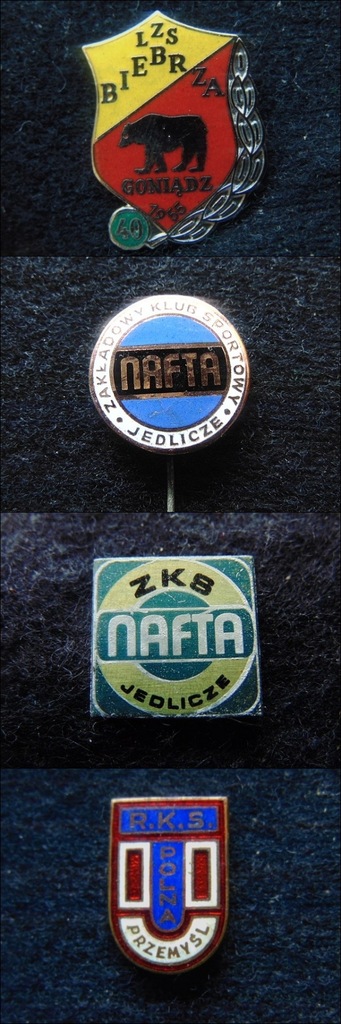 LZS
BIEBRZA
GONIĄDZ
40
ZAKŁADOWY KLUB SPORTOWY
NAFTA
JEDLICZE
ZKS
NAFTA
JEDLICZE
R.K.S.
POLNA
PRZEMYŚL